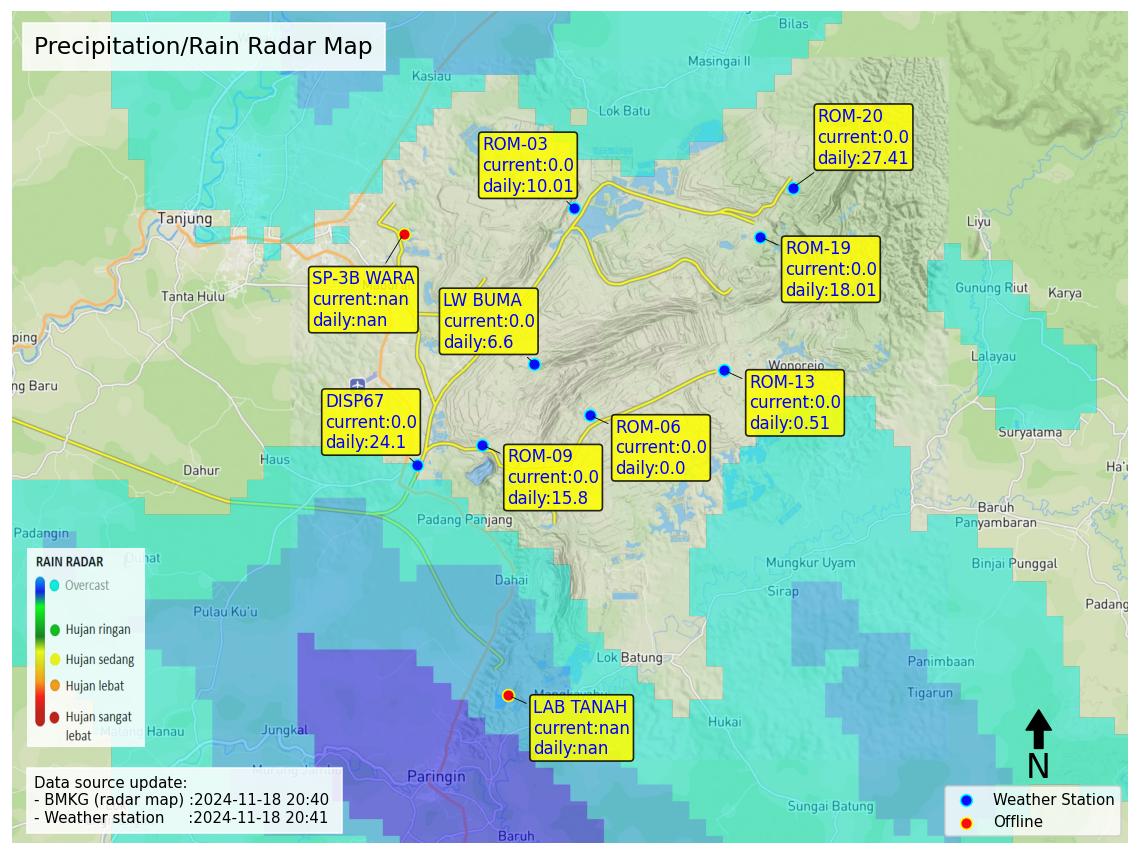 Precipitation/Rain Radar Map
Bilas
Masingai II
Kasiau
Lok Batu
ROM-20
current:0.0
daily:27.41
ROM-03
current:0.0
daily:10.01
Tanjung
Liyu
ROM-19
current:0.0
daily:18.01
SP-3B WARA
current:nan
daily:nan
LW BUMA
current:0.0
daily:6.6
Tanta Hulu
Gunung Riut
Karya
ping
Lalayau
Wonorejo
ng Baru
ROM-13
current:0.0
daily:0.51
DISP67
current:0.0
daily:24.1
ROM-06
current:0.0
daily:0.0
Suryatama
ROM-09
current:0.0
daily:15.8
Haus
Dahur
Ha'u
Padang Panjang
Baruh
Panyambaran
Padangin
Mungkur Uyam
Binjai Punggal
Dahai
Sirap
Padang
Pulau Ku'u
RAIN RADAR
Overcast
Hujan ringan
Hujan sedang
Hujan lebat
Hujan sangat
lebat
Lok Batung
Panimbaan
Tigarun
LAB TANAH
current:nan
daily:nan
Hukai
Jungkal
Paringin
Sungai Batung
Baruh
N
Data source update:
- BMKG (radar map) :2024-11-18 20:40
- Weather station :2024-11-18 20:41
Weather Station
Offline